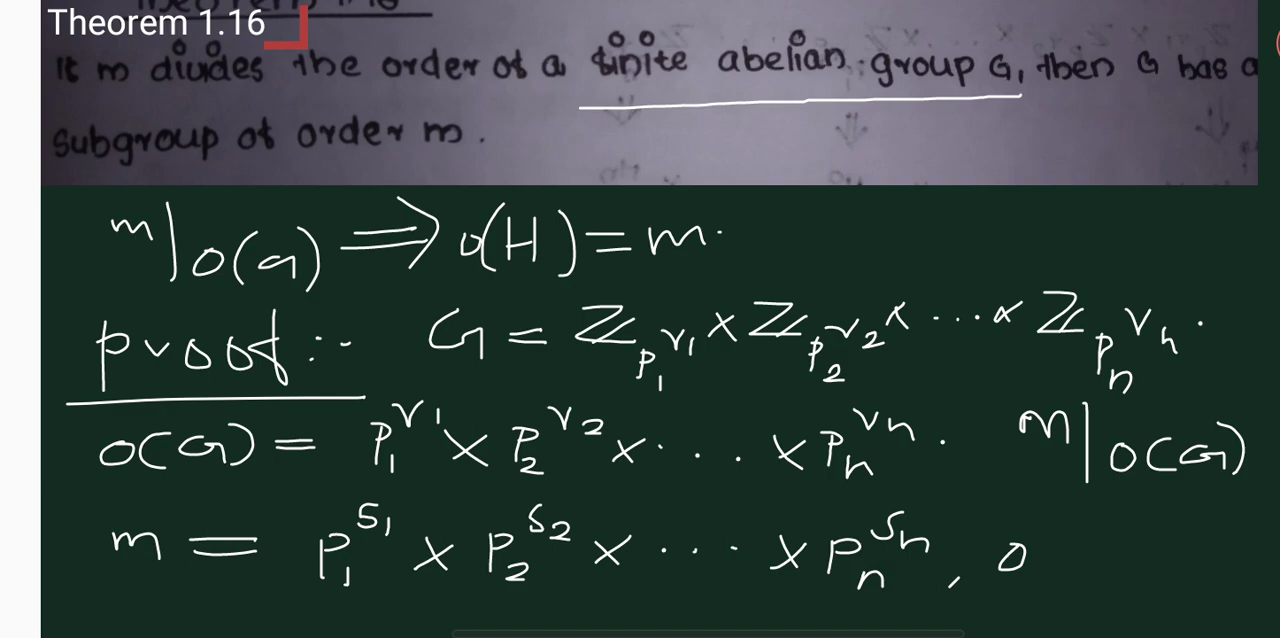 Theorem 1.16
If m divides the order of a finite abelian group G, then G has a
subgroup of order m.
m | O(G) ⟹ O(H) = m.
proof :- G = ℤ_{p₁^{r₁}} × ℤ_{p₂^{r₂}} × ... × ℤ_{pₙ^{rₙ}}.
O(G) = p₁^{r₁} × p₂^{r₂} × ... × pₙ^{rₙ}. m | O(G)
m = p₁^{s₁} × p₂^{s₂} × ... × pₙ^{sₙ}, 0